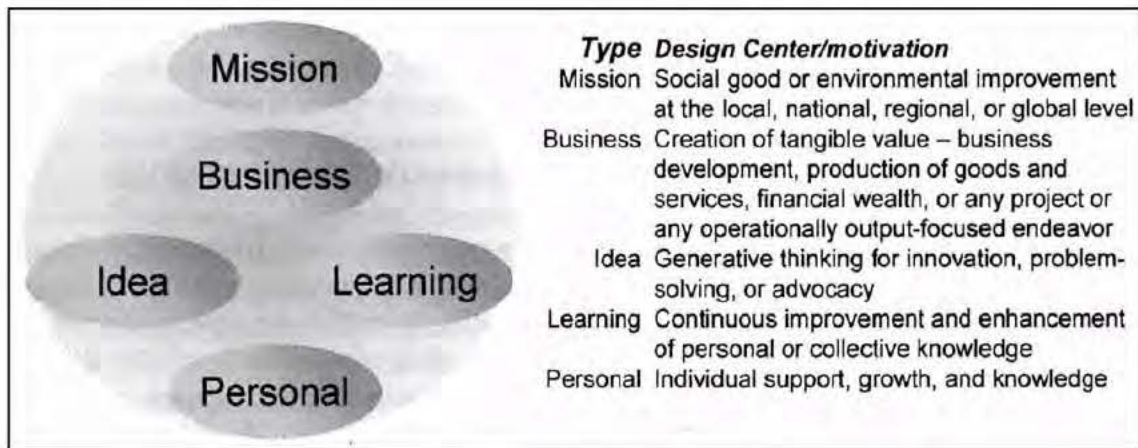 Mission
Business
Idea
Learning
Personal
Type Design Center/motivation
Mission Social good or environmental improvement
at the local, national, regional, or global level
Business Creation of tangible value – business
development, production of goods and
services, financial wealth, or any project or
any operationally output-focused endeavor
Idea Generative thinking for innovation, problem-
solving, or advocacy
Learning Continuous improvement and enhancement
of personal or collective knowledge
Personal Individual support, growth, and knowledge